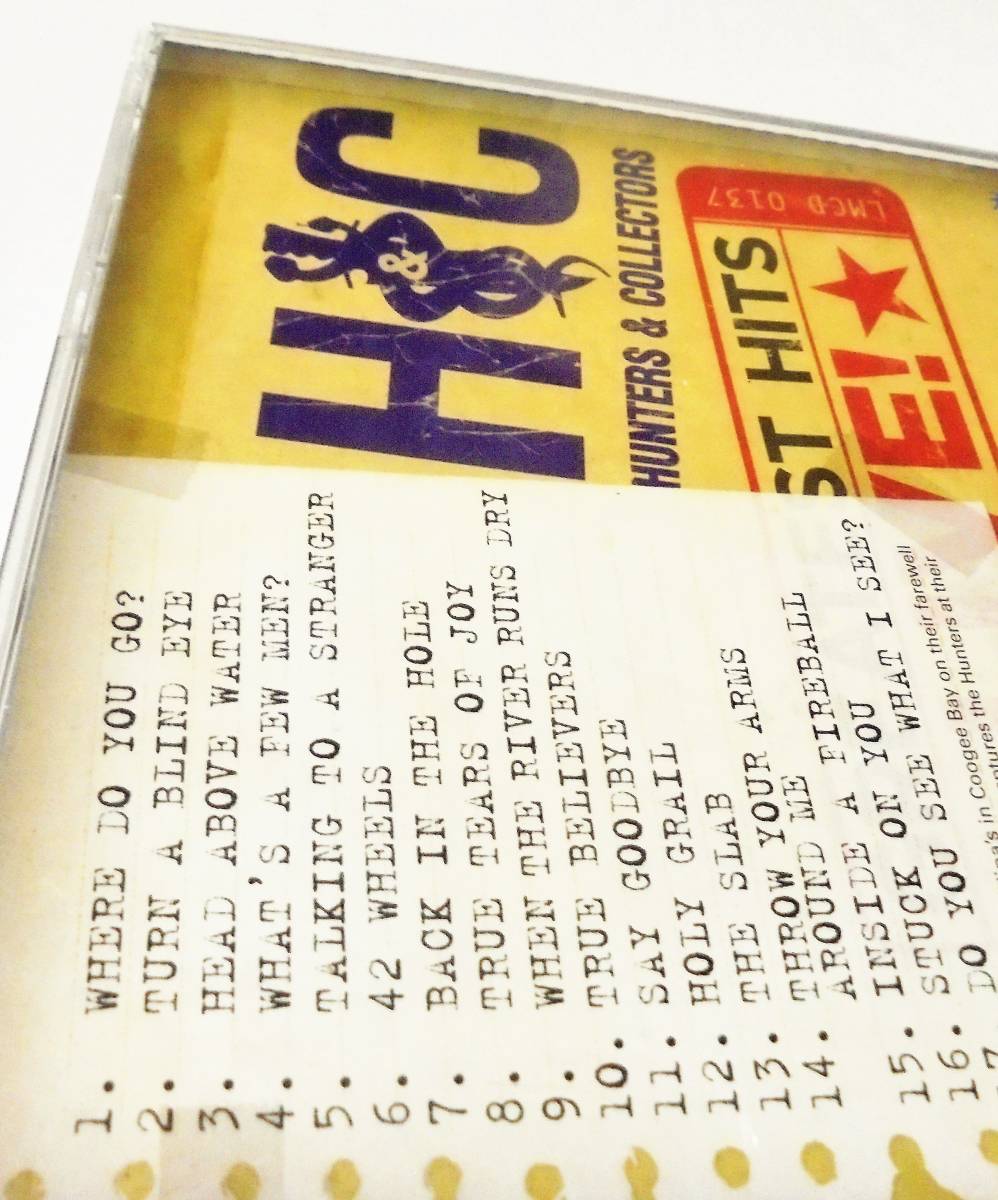 H&C
HUNTERS & COLLECTORS
LMCD 0137
ST HITS
VE!
1. WHERE DO YOU GO?
2. TURN A BLIND EYE
3. HEAD ABOVE WATER
4. WHAT'S A FEW MEN?
5. TALKING TO A STRANGER
6. 42 WHEELS
7. BACK IN THE HOLE
8. TRUE TEARS OF JOY
9. WHEN THE RIVER RUNS DRY
10. TRUE BELIEVERS
11. SAY GOODBYE
12. HOLY GRAIL
13. THE SLAB
14. THROW YOUR ARMS
AROUND ME
15. INSIDE A FIREBALL
16. STUCK ON YOU
17. DO YOU SEE WHAT I SEE?
in Coogee Bay on their farewell
the Hunters at their